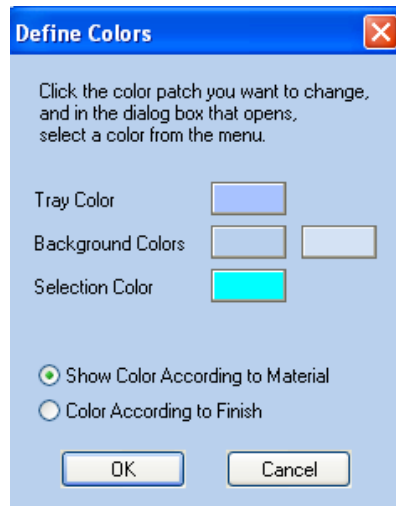 Define Colors
Click the color patch you want to change,
and in the dialog box that opens,
select a color from the menu.
Tray Color
Background Colors
Selection Color
Show Color According to Material
Color According to Finish
OK Cancel